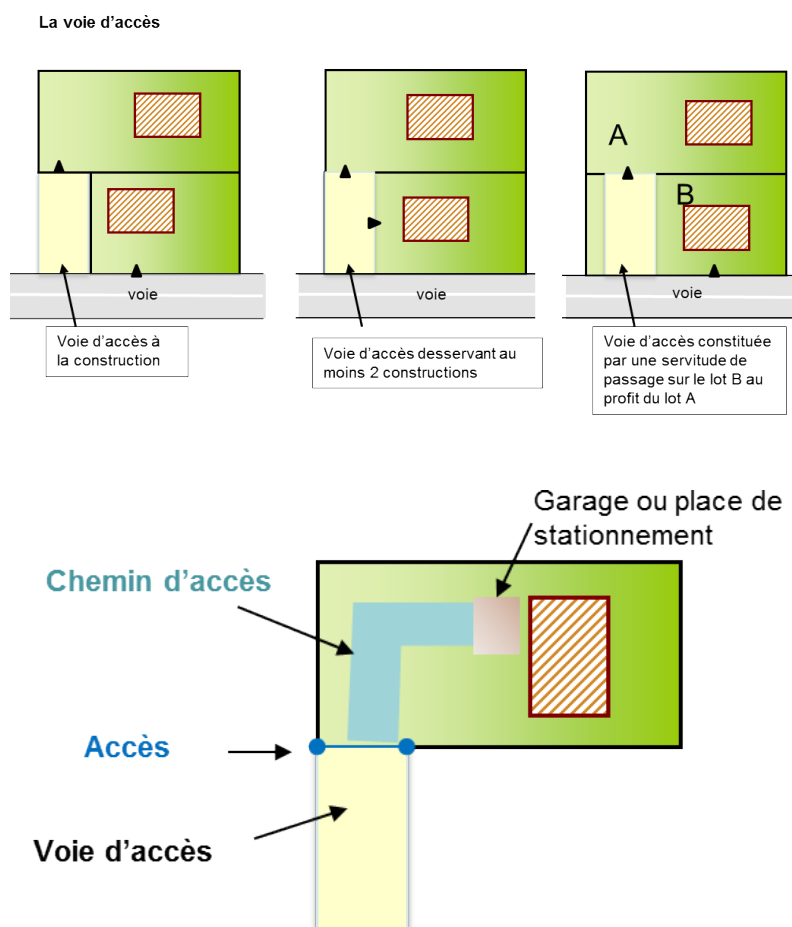 La voie d'accès
A
B
voie
voie
voie
Voie d'accès à
la construction
Voie d'accès desservant au
moins 2 constructions
Voie d'accès constituée
par une servitude de
passage sur le lot B au
profit du lot A
Garage ou place de
stationnement
Chemin d'accès
Accès
Voie d'accès